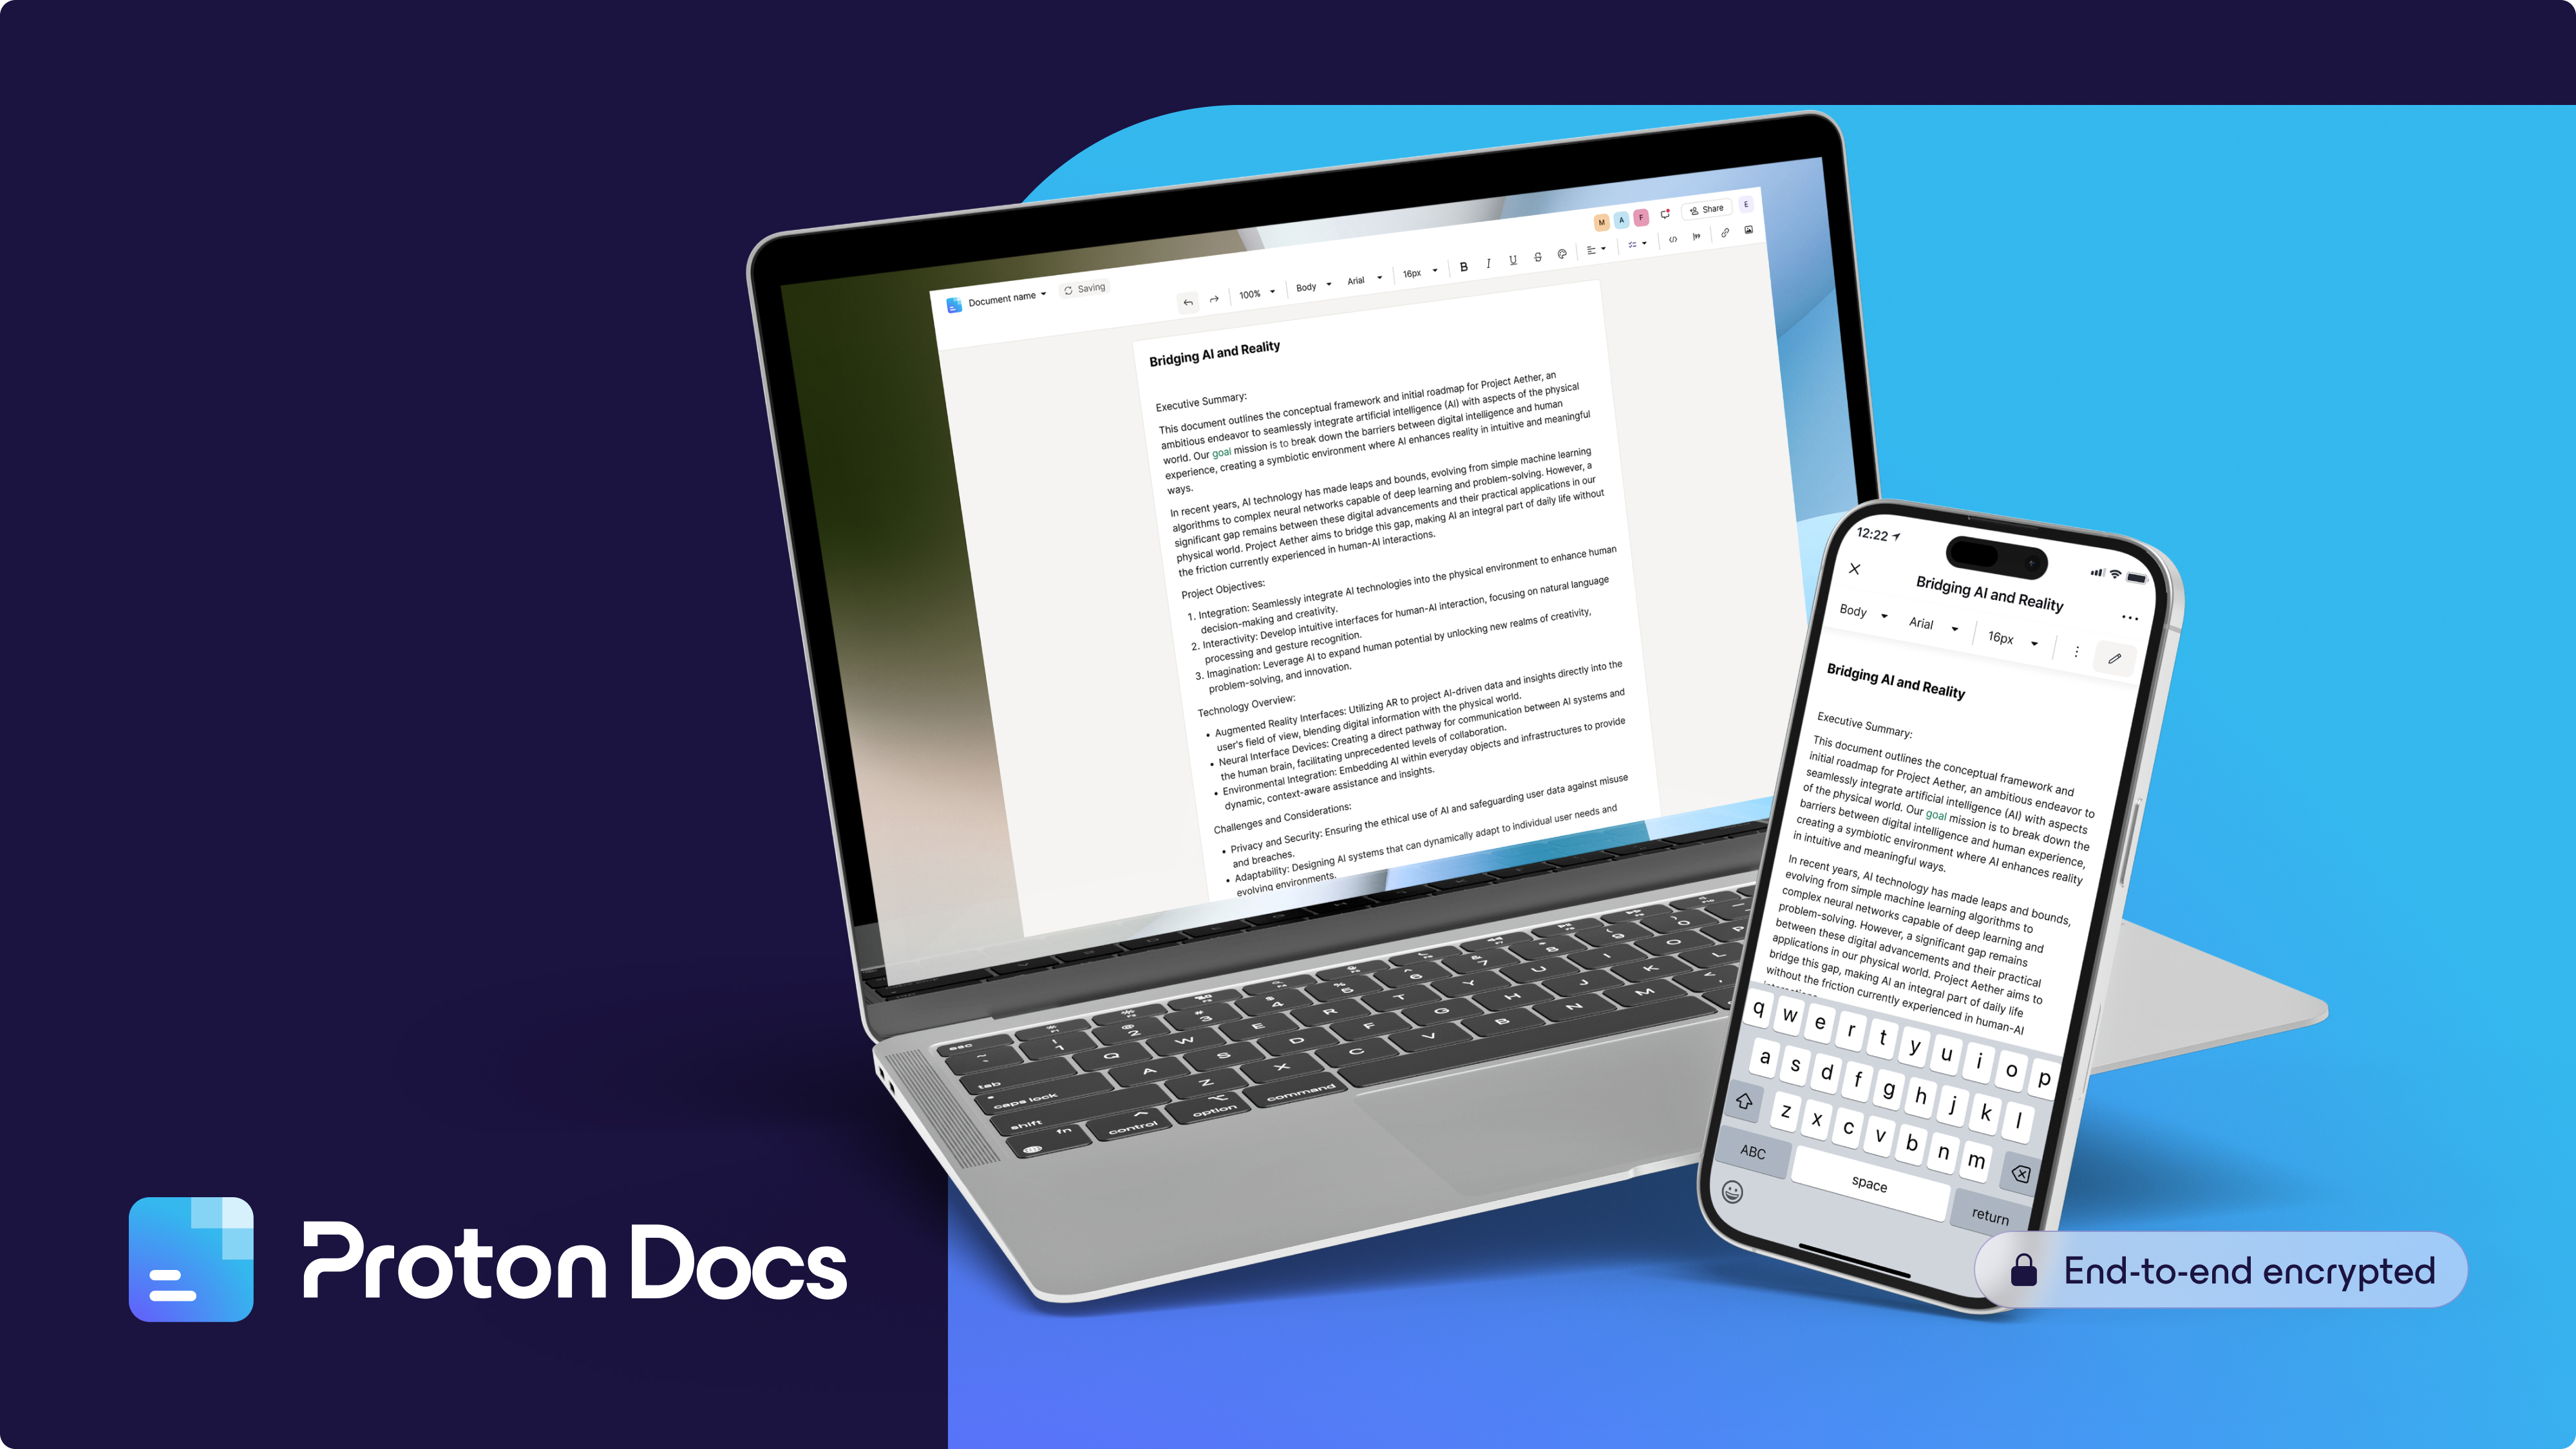 Document name
Saving
M A F Share E
100% Body Arial 16px B I U S
Bridging AI and Reality
Executive Summary:
This document outlines the conceptual framework and initial roadmap for Project Aether, an
ambitious endeavor to seamlessly integrate artificial intelligence (AI) with aspects of the physical
world. Our goal mission is to break down the barriers between digital intelligence and human
experience, creating a symbiotic environment where AI enhances reality in intuitive and meaningful
ways.
In recent years, AI technology has made leaps and bounds, evolving from simple machine learning
algorithms to complex neural networks capable of deep learning and problem-solving. However, a
significant gap remains between these digital advancements and their practical applications in our
physical world. Project Aether aims to bridge this gap, making AI an integral part of daily life without
the friction currently experienced in human-AI interactions.
Project Objectives:
1. Integration: Seamlessly integrate AI technologies into the physical environment to enhance human
decision-making and creativity.
2. Interactivity: Develop intuitive interfaces for human-AI interaction, focusing on natural language
processing and gesture recognition.
3. Imagination: Leverage AI to expand human potential by unlocking new realms of creativity,
problem-solving, and innovation.
Technology Overview:
• Augmented Reality Interfaces: Utilizing AR to project AI-driven data and insights directly into the
user's field of view, blending digital information with the physical world.
• Neural Interface Devices: Creating a direct pathway for communication between AI systems and
the human brain, facilitating unprecedented levels of collaboration.
• Environmental Integration: Embedding AI within everyday objects and infrastructures to provide
dynamic, context-aware assistance and insights.
Challenges and Considerations:
• Privacy and Security: Ensuring the ethical use of AI and safeguarding user data against misuse
and breaches.
• Adaptability: Designing AI systems that can dynamically adapt to individual user needs and
evolving environments.
esc
~ ! 1 @ 2 # 3 $ 4 % 5 ^ 6 & 7 * 8 ( 9 ) 0
tab Q W E R T Y U I O P
caps lock A S D F G H J K L
shift Z X C V B N M
fn control option command
12:22
Bridging AI and Reality
Body Arial 16px
Bridging AI and Reality
Executive Summary:
This document outlines the conceptual framework and
initial roadmap for Project Aether, an ambitious endeavor to
seamlessly integrate artificial intelligence (AI) with aspects
of the physical world. Our goal mission is to break down the
barriers between digital intelligence and human experience,
creating a symbiotic environment where AI enhances reality
in intuitive and meaningful ways.
In recent years, AI technology has made leaps and bounds,
evolving from simple machine learning algorithms to
complex neural networks capable of deep learning and
problem-solving. However, a significant gap remains
between these digital advancements and their practical
applications in our physical world. Project Aether aims to
bridge this gap, making AI an integral part of daily life
without the friction currently experienced in human-AI
q w e r t y u i o p
a s d f g h j k l
z x c v b n m
ABC space return
Proton Docs
End-to-end encrypted